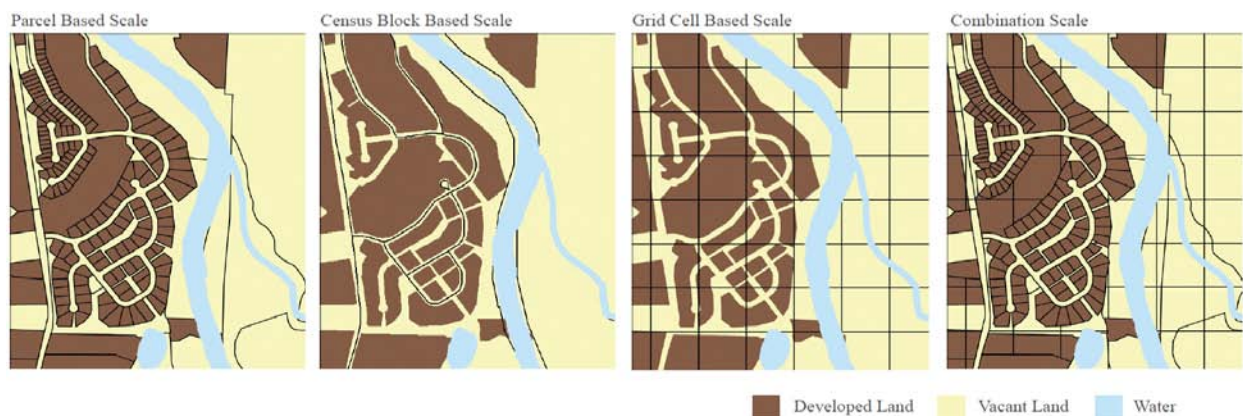 Parcel Based Scale
Census Block Based Scale
Grid Cell Based Scale
Combination Scale
Developed Land
Vacant Land
Water